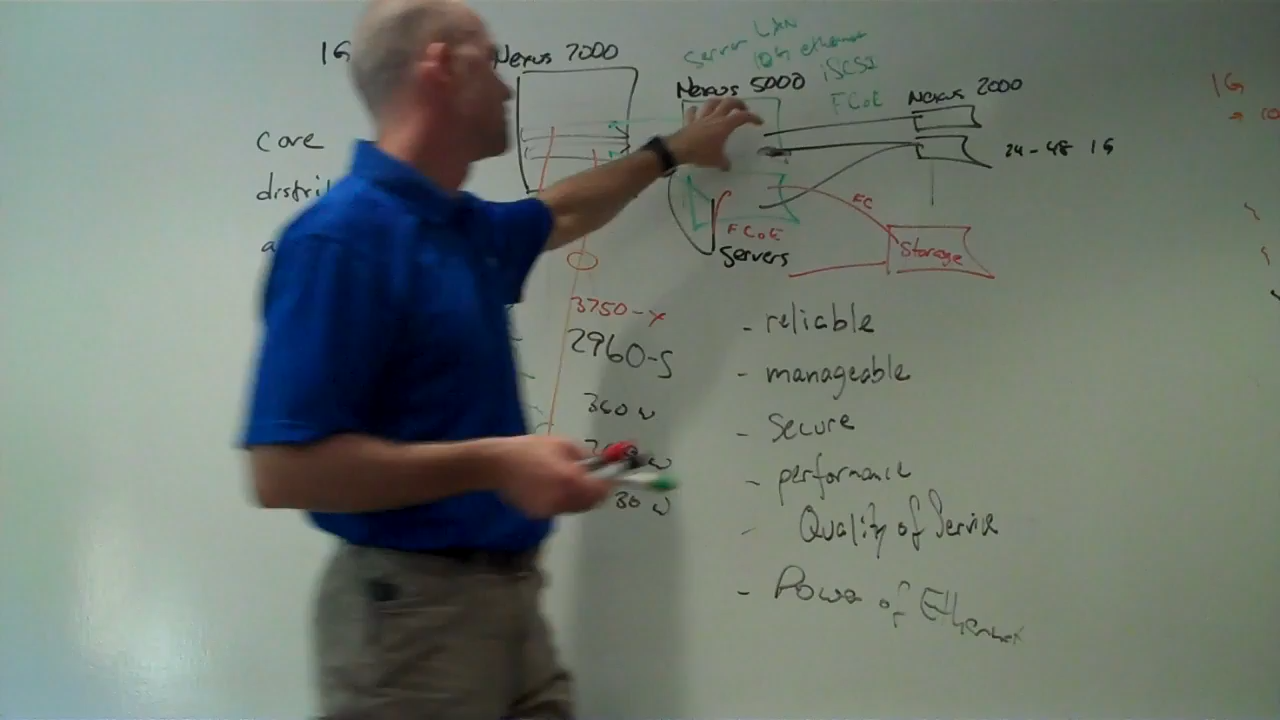 1G
Nexus 7000
Server LAN
10G ethernet
iSCSI
FCoE
Nexus 5000
Nexus 2000
24-48 1G
1G
core
distri
a
FC
FCoE
Servers
Storage
3750-X
2960-S
360 W
30 W
- reliable
- manageable
- Secure
- performance
- Quality of Service
- Power of Ethernet